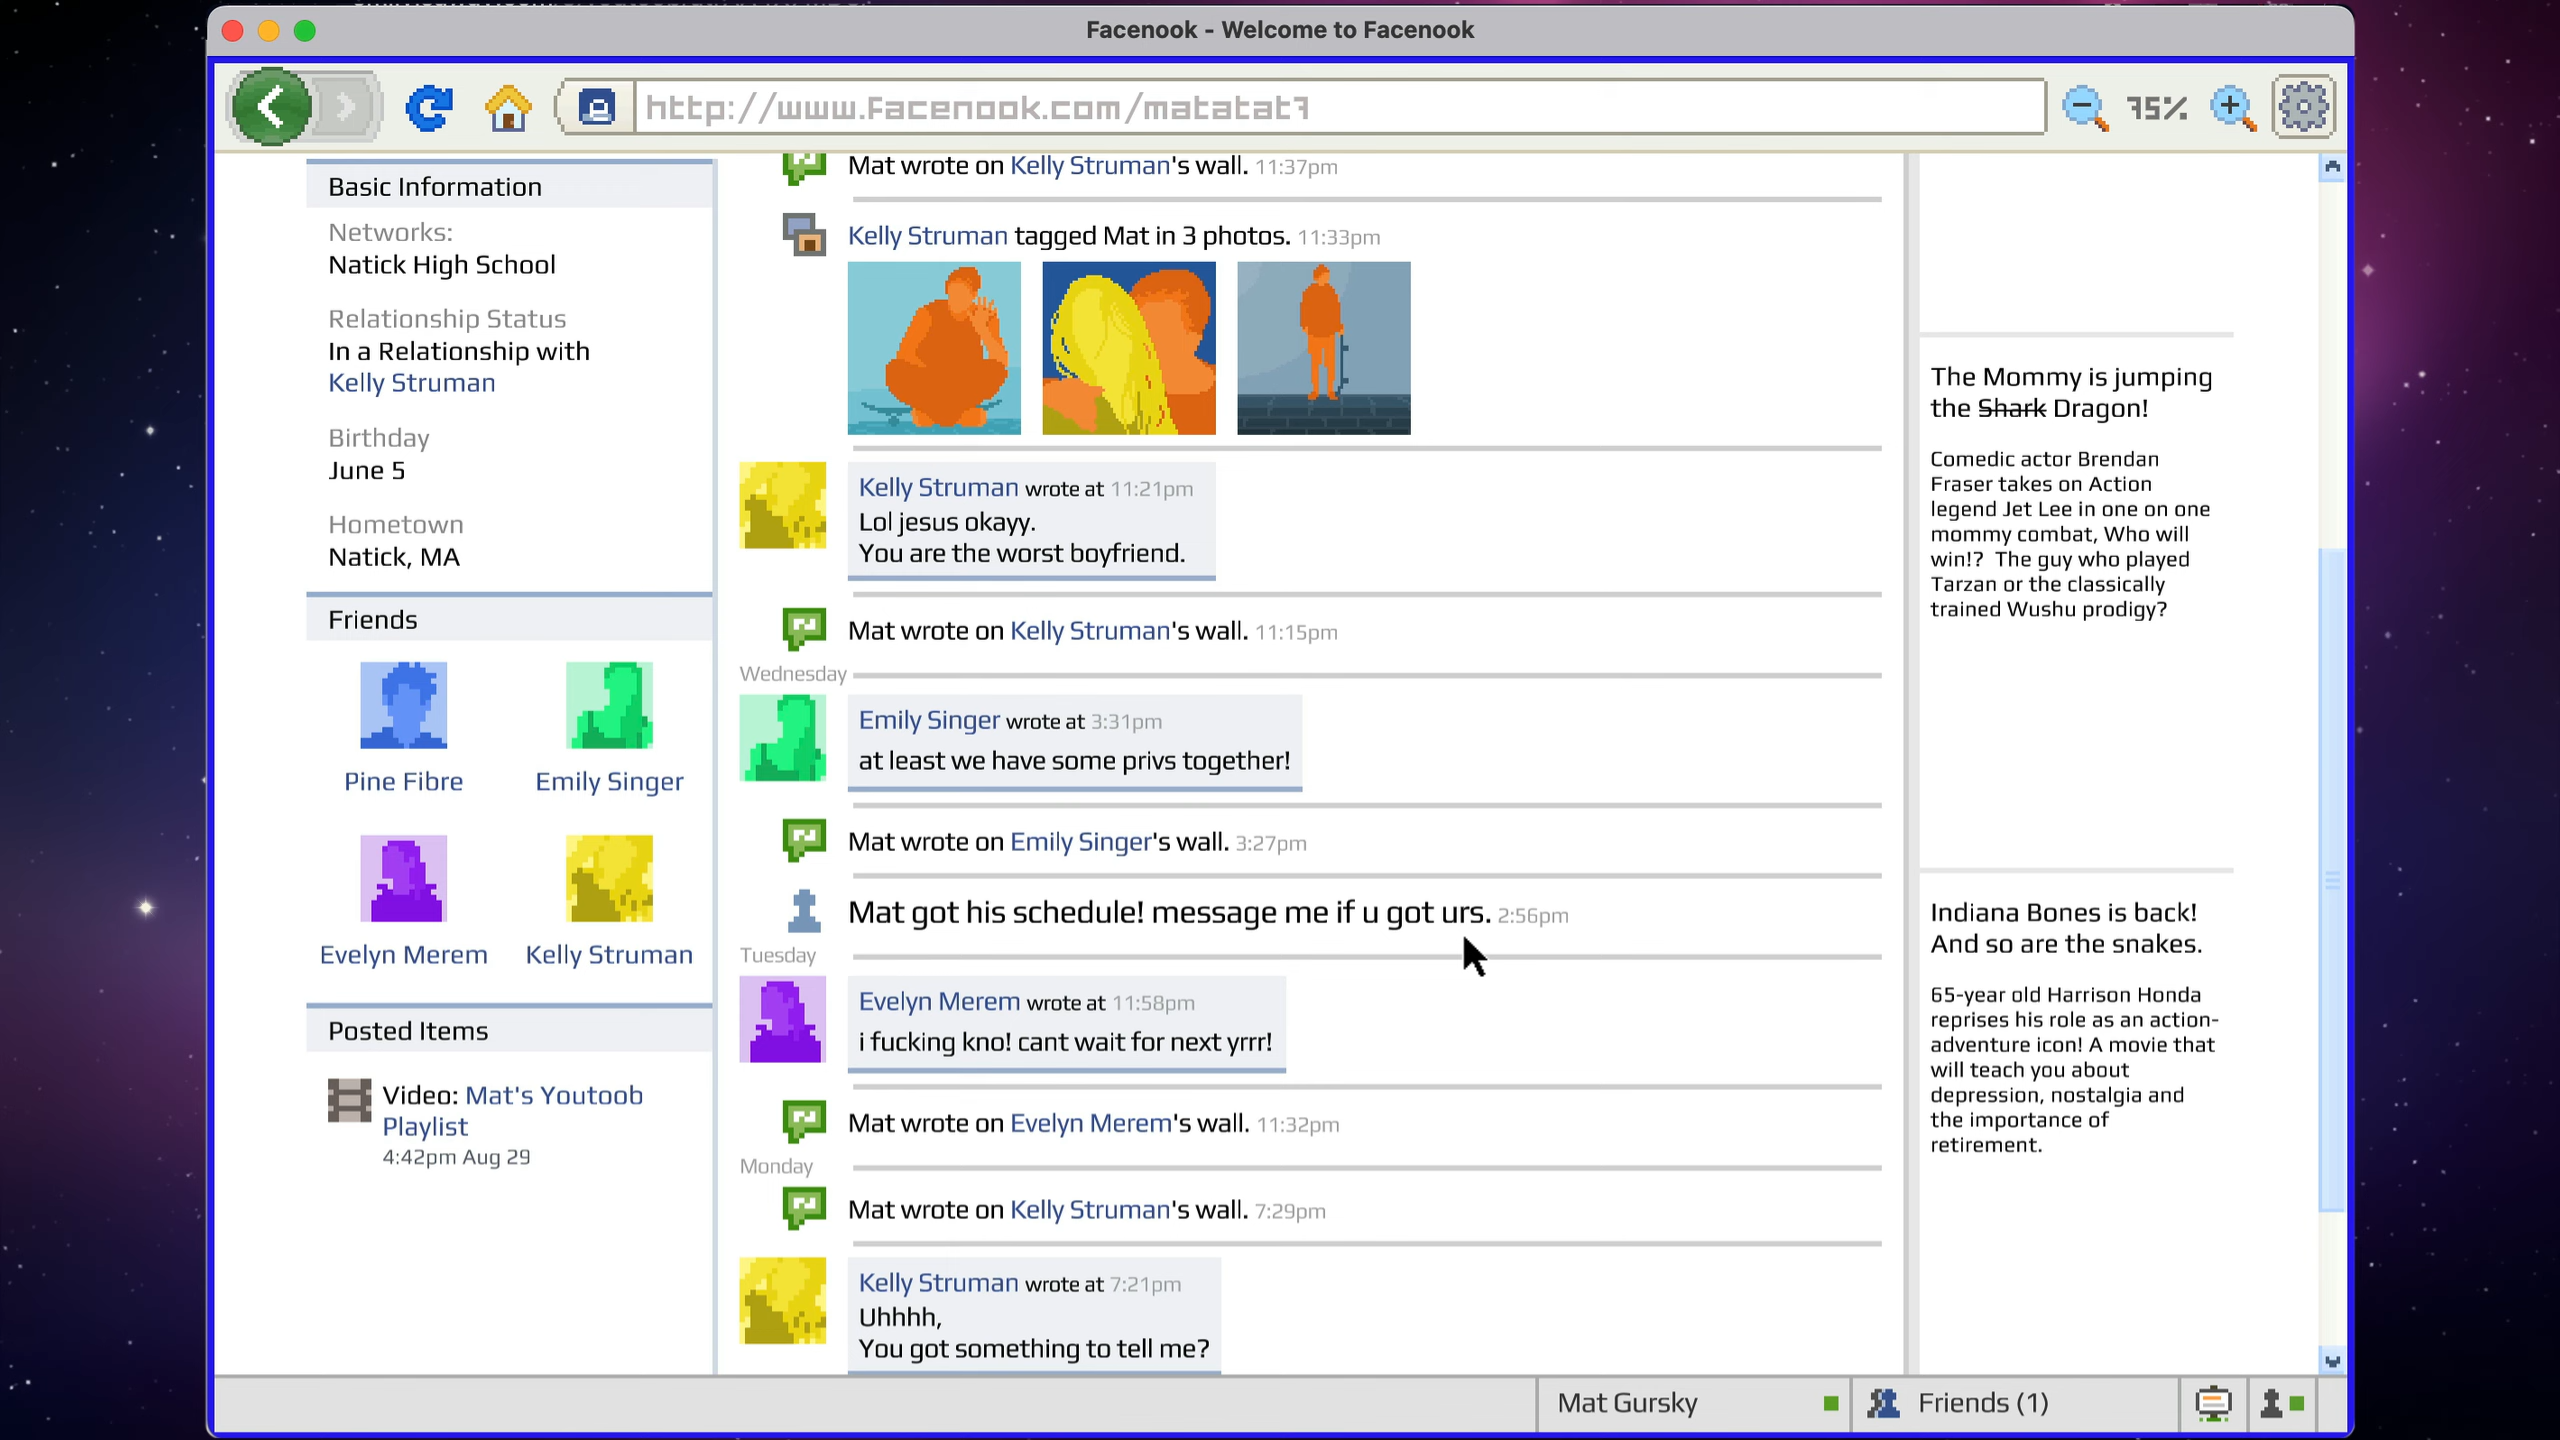 Facenook - Welcome to Facenook
http://www.Facenook.com/matatat7
75%
Basic Information
Networks:
Natick High School
Relationship Status
In a Relationship with
Kelly Struman
Birthday
June 5
Hometown
Natick, MA
Friends
Pine Fibre
Emily Singer
Evelyn Merem
Kelly Struman
Posted Items
Video: Mat's Youtoob
Playlist
4:42pm Aug 29
Mat wrote on Kelly Struman's wall. 11:37pm
Kelly Struman tagged Mat in 3 photos. 11:33pm
Kelly Struman wrote at 11:21pm
Lol jesus okayy.
You are the worst boyfriend.
Mat wrote on Kelly Struman's wall. 11:15pm
Wednesday
Emily Singer wrote at 3:31pm
at least we have some privs together!
Mat wrote on Emily Singer's wall. 3:27pm
Mat got his schedule! message me if u got urs. 2:56pm
Tuesday
Evelyn Merem wrote at 11:58pm
i fucking kno! cant wait for next yrrr!
Mat wrote on Evelyn Merem's wall. 11:32pm
Monday
Mat wrote on Kelly Struman's wall. 7:29pm
Kelly Struman wrote at 7:21pm
Uhhhh,
You got something to tell me?
The Mommy is jumping
the Shark Dragon!
Comedic actor Brendan
Fraser takes on Action
legend Jet Lee in one on one
mommy combat, Who will
win!? The guy who played
Tarzan or the classically
trained Wushu prodigy?
Indiana Bones is back!
And so are the snakes.
65-year old Harrison Honda
reprises his role as an action-
adventure icon! A movie that
will teach you about
depression, nostalgia and
the importance of
retirement.
Mat Gursky
Friends (1)